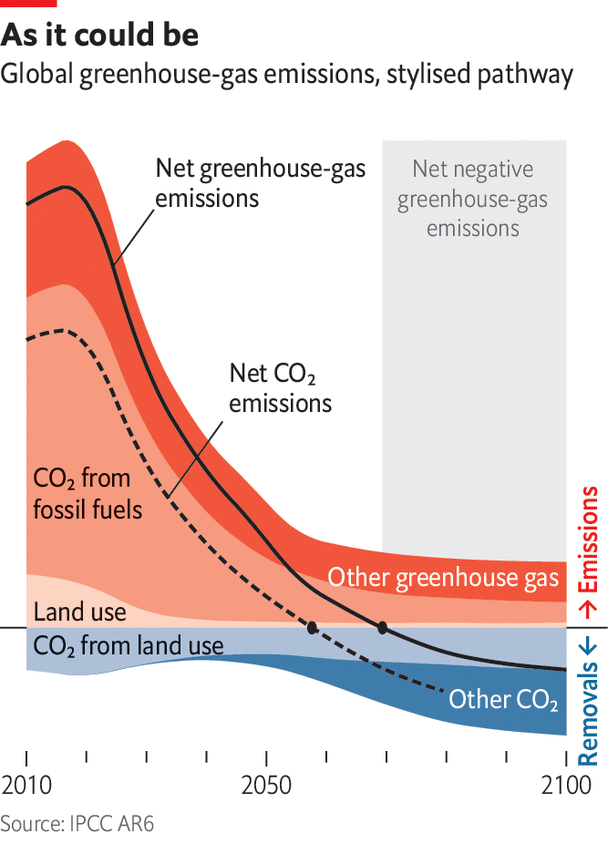 As it could be
Global greenhouse-gas emissions, stylised pathway
Net greenhouse-gas
emissions
Net negative
greenhouse-gas
emissions
Net CO₂
emissions
CO₂ from
fossil fuels
Other greenhouse gas
Land use
CO₂ from land use
Other CO₂
→ Emissions
Removals ←
2010
2050
2100
Source: IPCC AR6